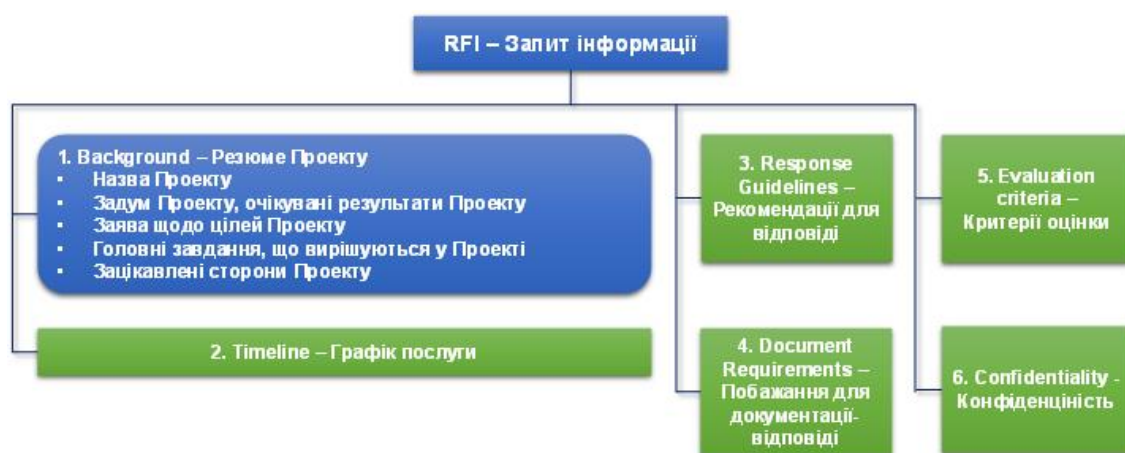 RFI – Запит інформації
1. Background – Резюме Проекту
▪ Назва Проекту
▪ Задум Проекту, очікувані результати Проекту
▪ Заява щодо цілей Проекту
▪ Головні завдання, що вирішуються у Проекті
▪ Зацікавлені сторони Проекту
2. Timeline – Графік послуги
3. Response
Guidelines –
Рекомендації для
відповіді
4. Document
Requirements –
Побажання для
документації-
відповіді
5. Evaluation
criteria –
Критерії оцінки
6. Confidentiality -
Конфіденціність